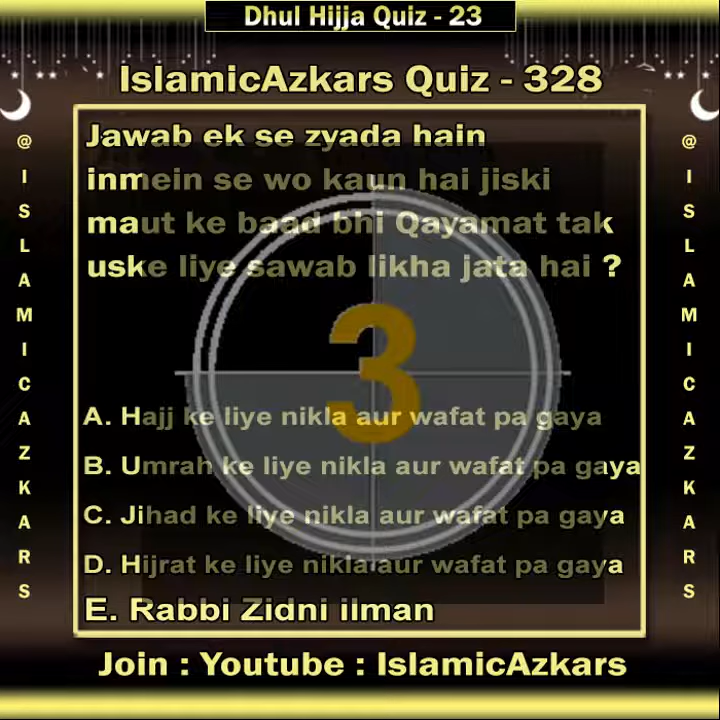 Dhul Hijja Quiz - 23
IslamicAzkars Quiz - 328
Jawab ek se zyada hain
inmein se wo kaun hai jiski
maut ke baad bhi Qayamat tak
uske liye sawab likha jata hai ?
3
A. Hajj ke liye nikla aur wafat pa gaya
B. Umrah ke liye nikla aur wafat pa gaya
C. Jihad ke liye nikla aur wafat pa gaya
D. Hijrat ke liye nikla aur wafat pa gaya
E. Rabbi Zidni ilman
Join : Youtube : IslamicAzkars
@ISLAMICAZKARS
@ISLAMICAZKARS